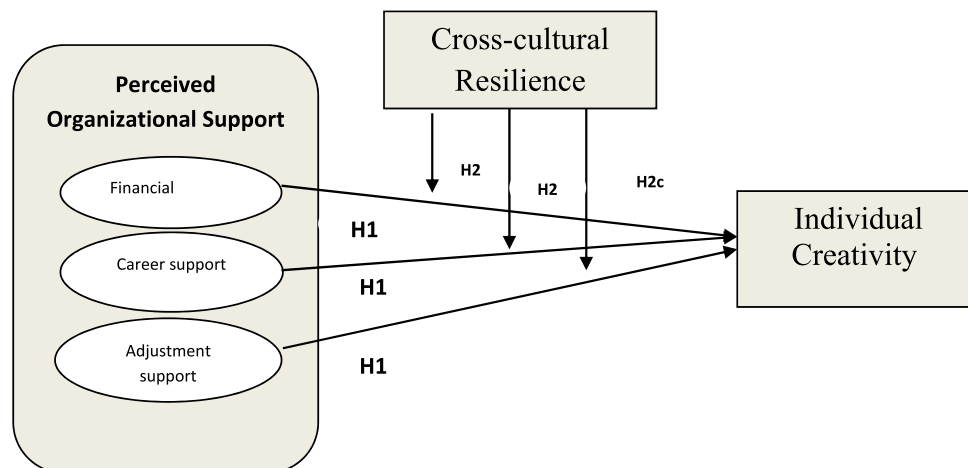 Cross-cultural
Resilience
Perceived
Organizational Support
Financial
Career support
Adjustment
support
H1
H1
H1
H2
H2
H2c
Individual
Creativity